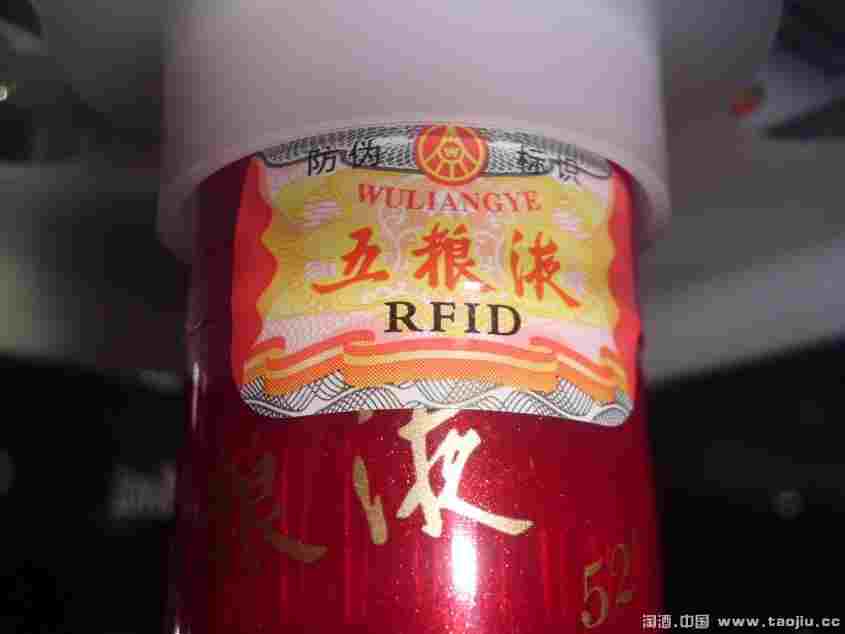 防伪 标识
WULIANGYE
五粮液
RFID
粮液
52
淘酒.中国 www.taojiu.cc